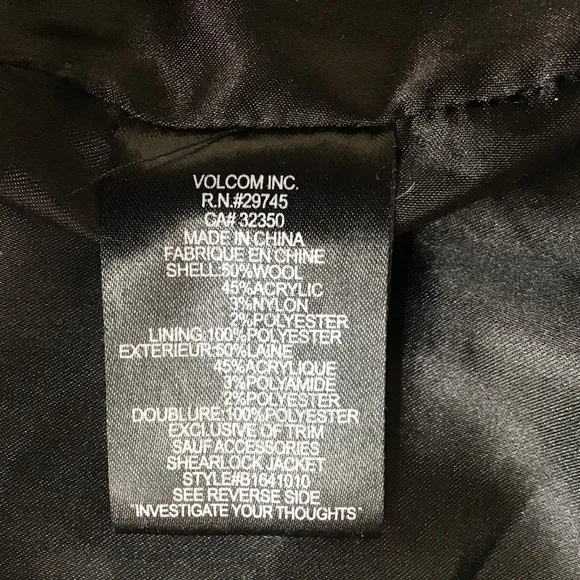 VOLCOM INC.
R.N.#29745
CA# 32350
MADE IN CHINA
FABRIQUE EN CHINE
SHELL:50%WOOL
45%ACRYLIC
3%NYLON
2%POLYESTER
LINING:100%POLYESTER
EXTERIEUR:50%LAINE
45%ACRYLIQUE
3%POLYAMIDE
2%POLYESTER
DOUBLURE:100%POLYESTER
EXCLUSIVE OF TRIM
SAUF ACCESSORIES
SHEARLOCK JACKET
STYLE#B1641010
SEE REVERSE SIDE
"INVESTIGATE YOUR THOUGHTS"